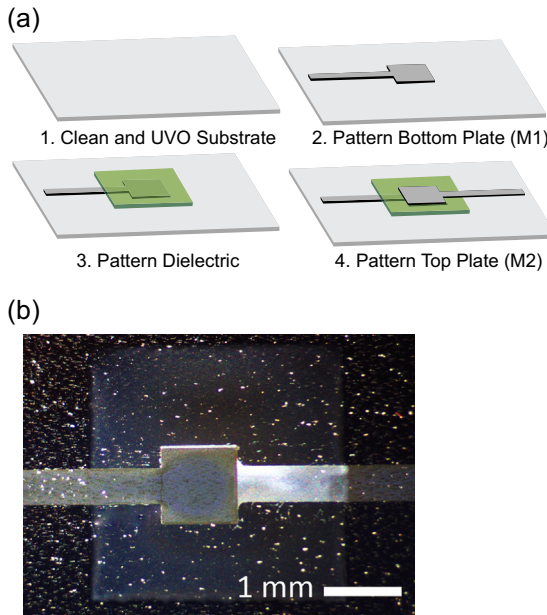 (a)
1. Clean and UVO Substrate
2. Pattern Bottom Plate (M1)
3. Pattern Dielectric
4. Pattern Top Plate (M2)
(b)
1 mm